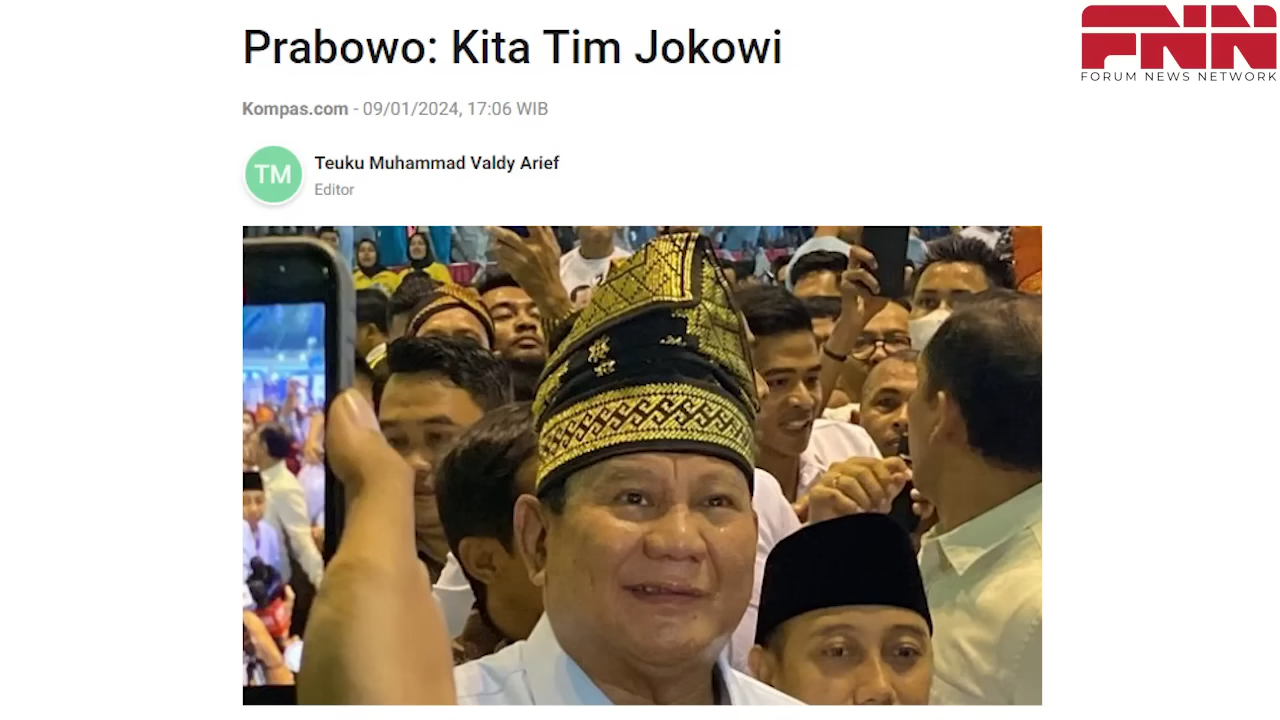 Prabowo: Kita Tim Jokowi
FNN
FORUM NEWS NETWORK
Kompas.com - 09/01/2024, 17:06 WIB
TM
Teuku Muhammad Valdy Arief
Editor